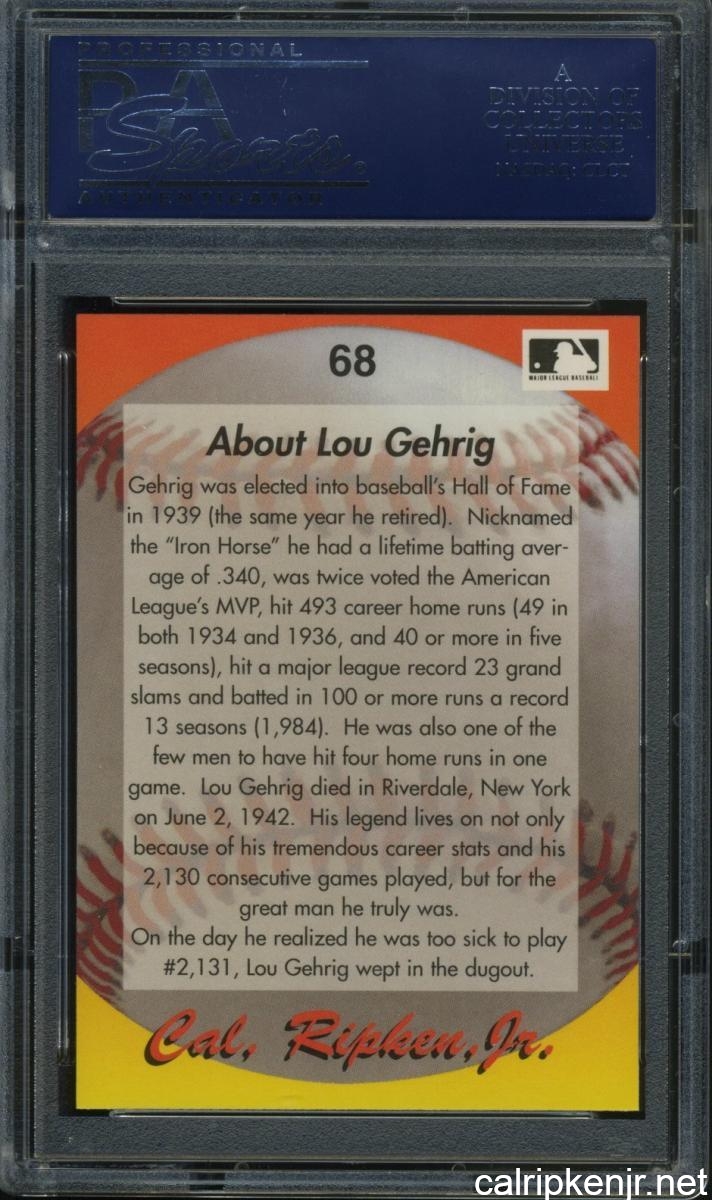 PROFESSIONAL
PSA
Sports
AUTHENTICATOR
A
DIVISION OF
COLLECTORS
UNIVERSE
NASDAQ: CLCT
68
MAJOR LEAGUE BASEBALL
About Lou Gehrig
Gehrig was elected into baseball's Hall of Fame
in 1939 (the same year he retired).  Nicknamed
the "Iron Horse" he had a lifetime batting aver-
age of .340, was twice voted the American
League's MVP, hit 493 career home runs (49 in
both 1934 and 1936, and 40 or more in five
seasons), hit a major league record 23 grand
slams and batted in 100 or more runs a record
13 seasons (1,984).  He was also one of the
few men to have hit four home runs in one
game.  Lou Gehrig died in Riverdale, New York
on June 2, 1942.  His legend lives on not only
because of his tremendous career stats and his
2,130 consecutive games played, but for the
great man he truly was.
On the day he realized he was too sick to play
#2,131, Lou Gehrig wept in the dugout.
Cal, Ripken, Jr.
calripkenjr.net